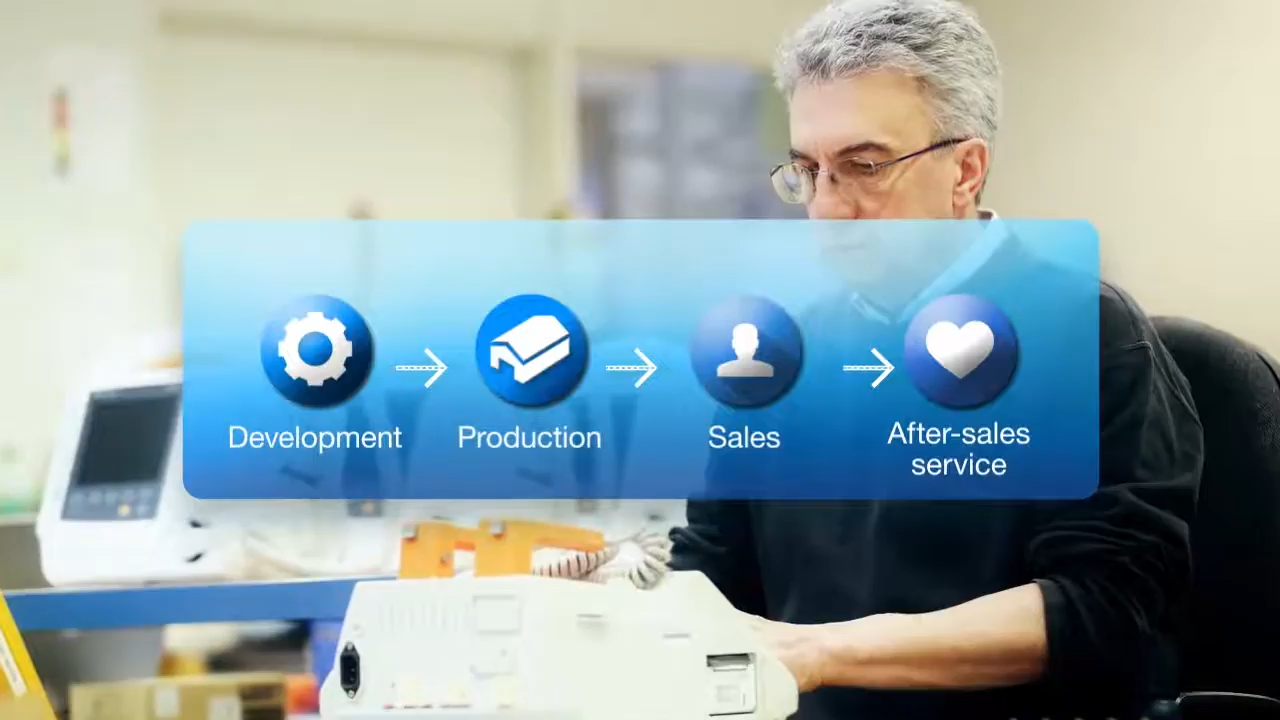 Development
Production
Sales
After-sales
service